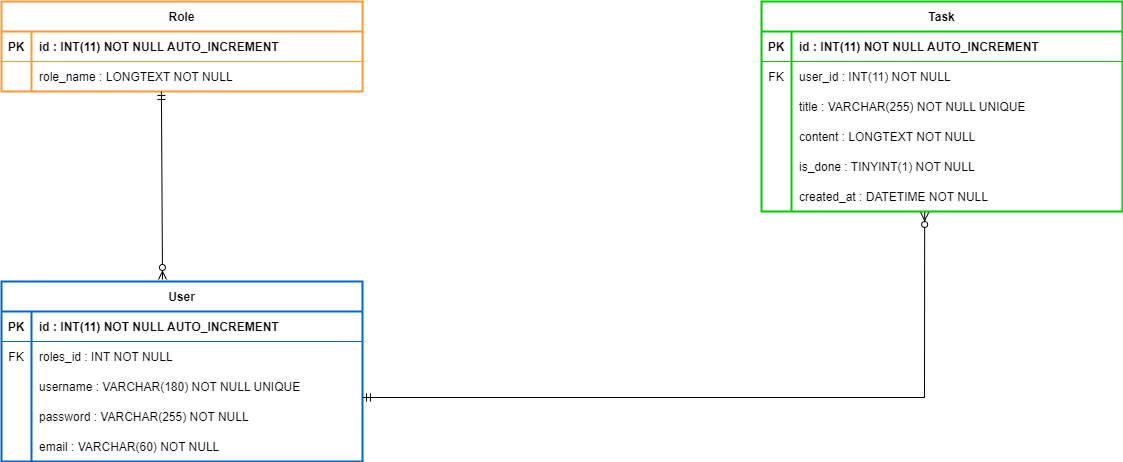 Role
PK id : INT(11) NOT NULL AUTO_INCREMENT
role_name : LONGTEXT NOT NULL
Task
PK id : INT(11) NOT NULL AUTO_INCREMENT
FK user_id : INT(11) NOT NULL
title : VARCHAR(255) NOT NULL UNIQUE
content : LONGTEXT NOT NULL
is_done : TINYINT(1) NOT NULL
created_at : DATETIME NOT NULL
User
PK id : INT(11) NOT NULL AUTO_INCREMENT
FK roles_id : INT NOT NULL
username : VARCHAR(180) NOT NULL UNIQUE
password : VARCHAR(255) NOT NULL
email : VARCHAR(60) NOT NULL